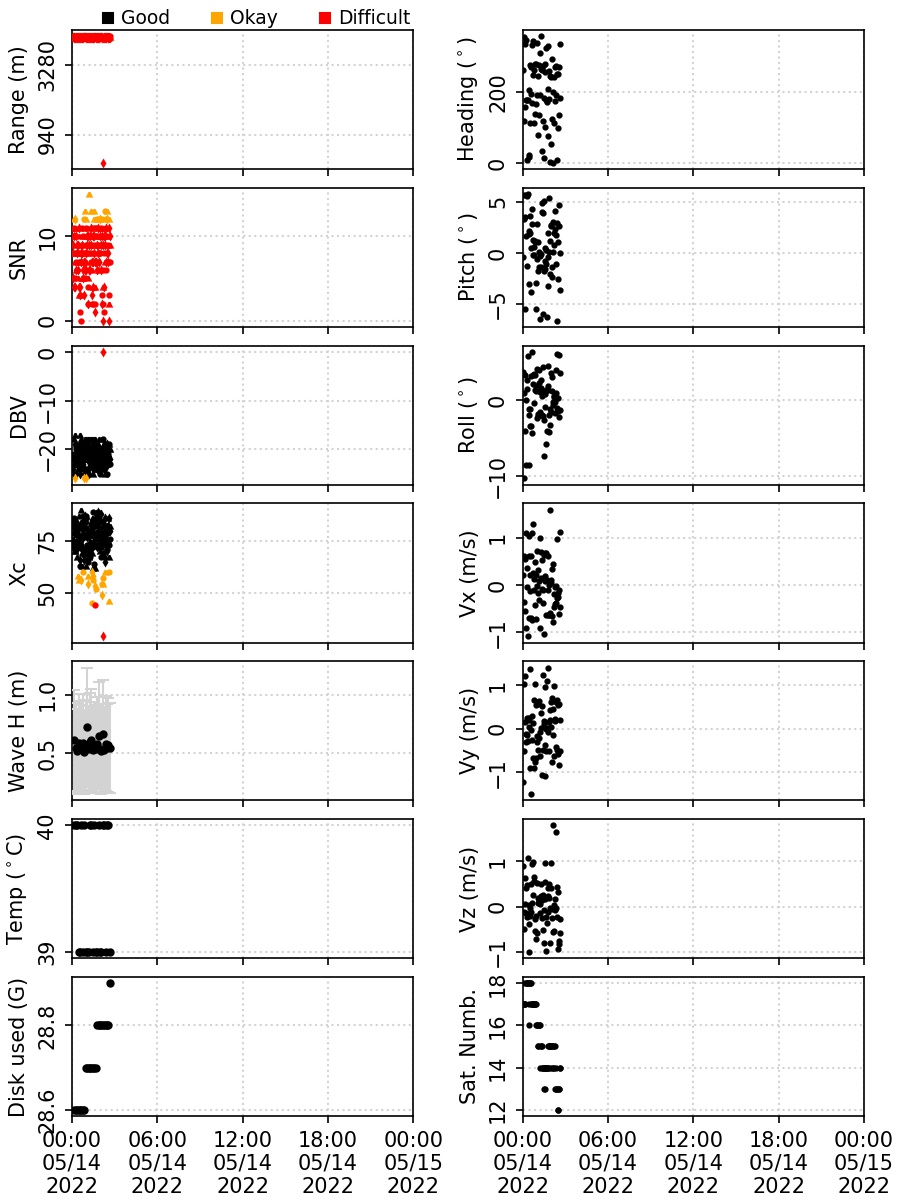 Good Okay Difficult
Range (m)
3280
940
Heading (°)
200
0
SNR
10
0
Pitch (°)
5
0
−5
DBV
0
−10
−20
Roll (°)
0
−10
Xc
75
50
Vx (m/s)
1
0
−1
Wave H (m)
1.0
0.5
Vy (m/s)
1
0
−1
Temp (°C)
40
39
Vz (m/s)
1
0
−1
Disk used (G)
28.8
28.6
Sat. Numb.
18
16
14
12
00:00 06:00 12:00 18:00 00:00
05/14 05/14 05/14 05/14 05/15
2022 2022 2022 2022 2022
00:00 06:00 12:00 18:00 00:00
05/14 05/14 05/14 05/14 05/15
2022 2022 2022 2022 2022